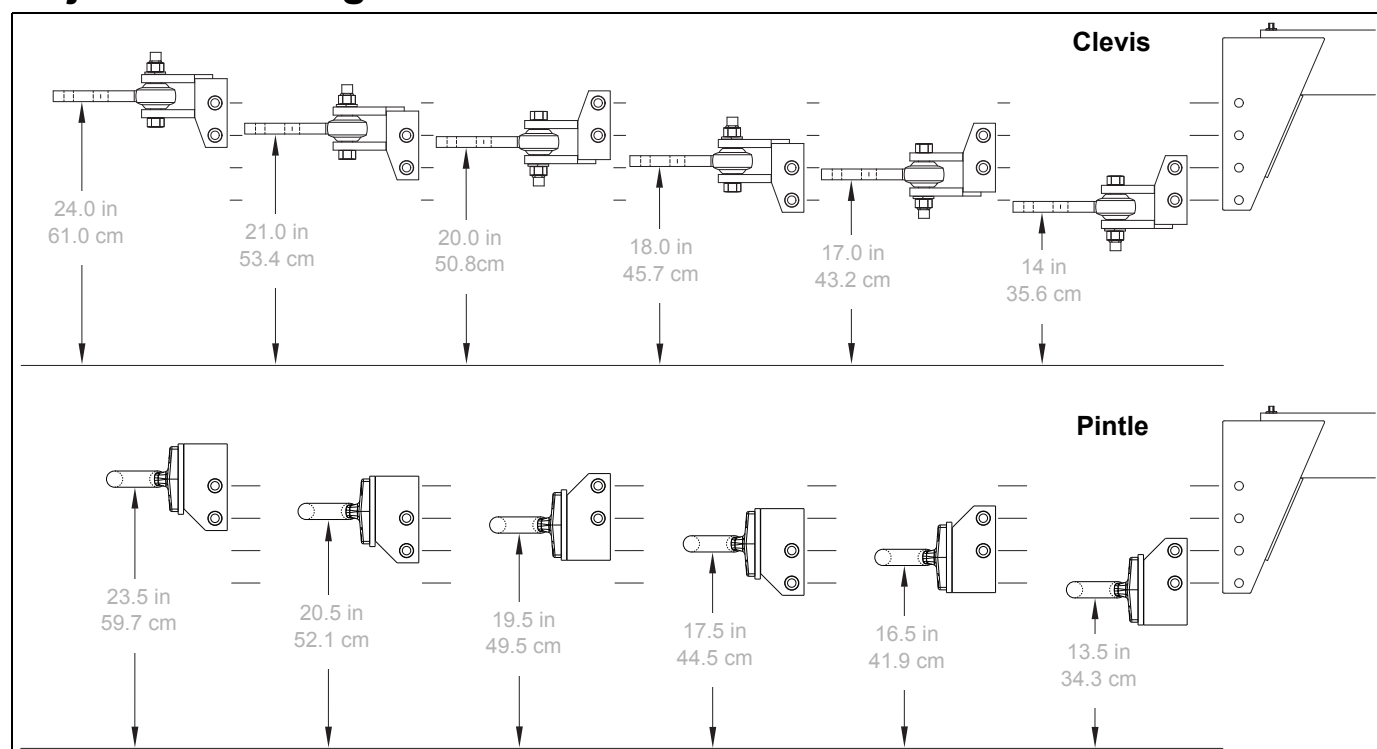 Clevis
24.0 in
61.0 cm
21.0 in
53.4 cm
20.0 in
50.8cm
18.0 in
45.7 cm
17.0 in
43.2 cm
14 in
35.6 cm
Pintle
23.5 in
59.7 cm
20.5 in
52.1 cm
19.5 in
49.5 cm
17.5 in
44.5 cm
16.5 in
41.9 cm
13.5 in
34.3 cm